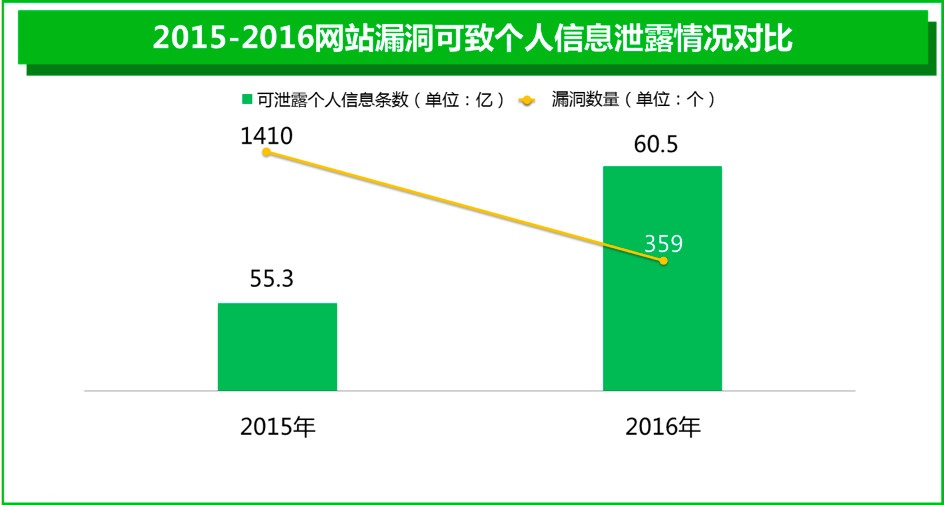 2015-2016网站漏洞可致个人信息泄露情况对比
可泄露个人信息条数（单位：亿） 漏洞数量（单位：个）
1410
60.5
359
55.3
2015年 2016年